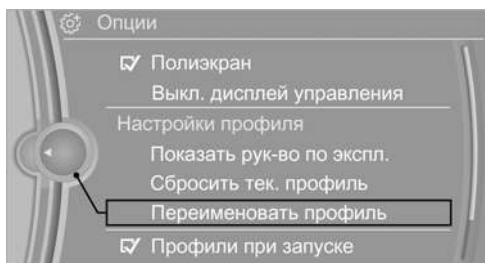 Опции
Полиэкран
Выкл. дисплей управления
Настройки профиля
Показать рук-во по экспл.
Сбросить тек. профиль
Переименовать профиль
Профили при запуске